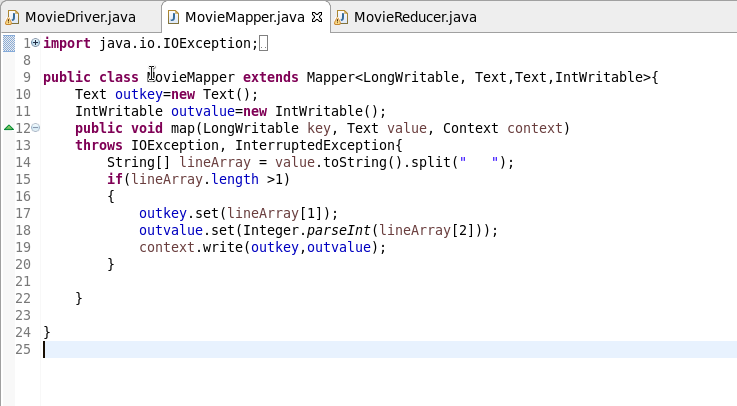 MovieDriver.java MovieMapper.java MovieReducer.java
1 import java.io.IOException;
8
9 public class MovieMapper extends Mapper<LongWritable, Text,Text,IntWritable>{
10 Text outkey=new Text();
11 IntWritable outvalue=new IntWritable();
12 public void map(LongWritable key, Text value, Context context)
13 throws IOException, InterruptedException{
14 String[] lineArray = value.toString().split("   ");
15 if(lineArray.length >1)
16 {
17 outkey.set(lineArray[1]);
18 outvalue.set(Integer.parseInt(lineArray[2]));
19 context.write(outkey,outvalue);
20 }
21
22 }
23
24 }
25